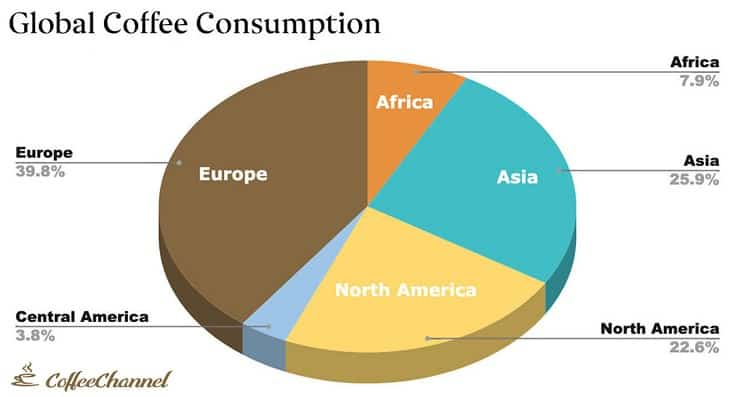 Global Coffee Consumption
Africa
7.9%
Africa
Europe
39.8%
Europe
Asia
Asia
25.9%
North America
Central America
3.8%
North America
22.6%
CoffeeChannel